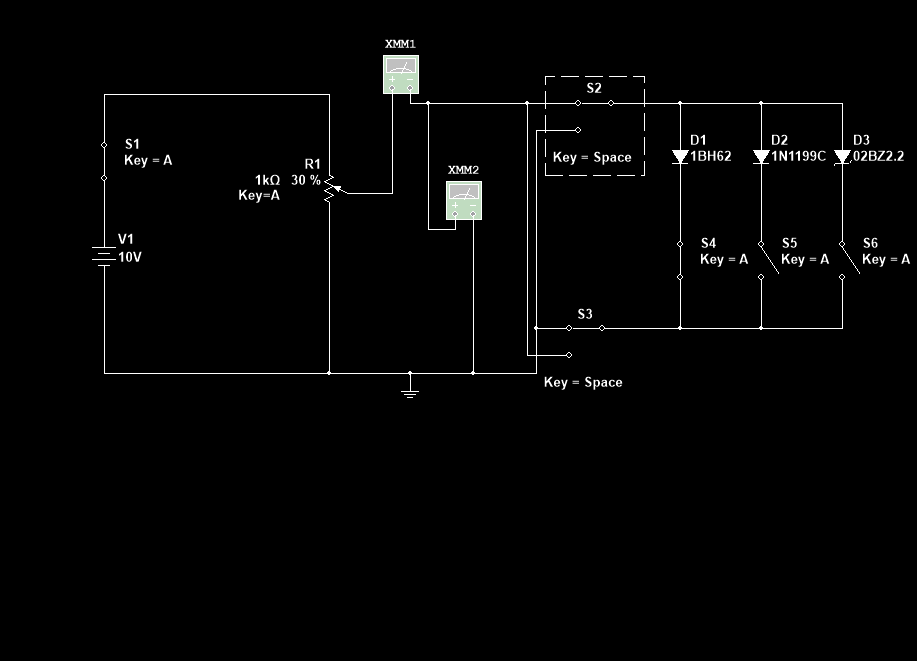 XMM1
+ −
S1
Key = A
R1
1kΩ 30 %
Key=A
V1
10V
XMM2
+ −
S2
Key = Space
D1
1BH62
D2
1N1199C
D3
02BZ2.2
S4
Key = A
S5
Key = A
S6
Key = A
S3
Key = Space